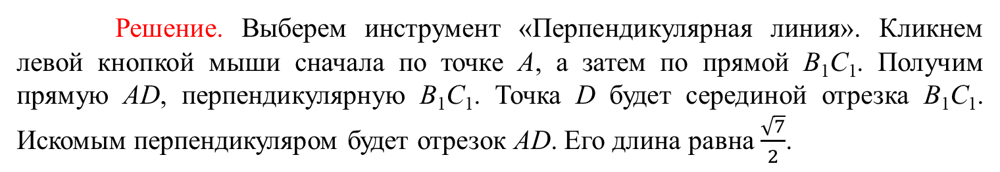 Решение. Выберем инструмент «Перпендикулярная линия». Кликнем
левой кнопкой мыши сначала по точке A, а затем по прямой B₁C₁. Получим
прямую AD, перпендикулярную B₁C₁. Точка D будет серединой отрезка B₁C₁.
Искомым перпендикуляром будет отрезок AD. Его длина равна √7/2.